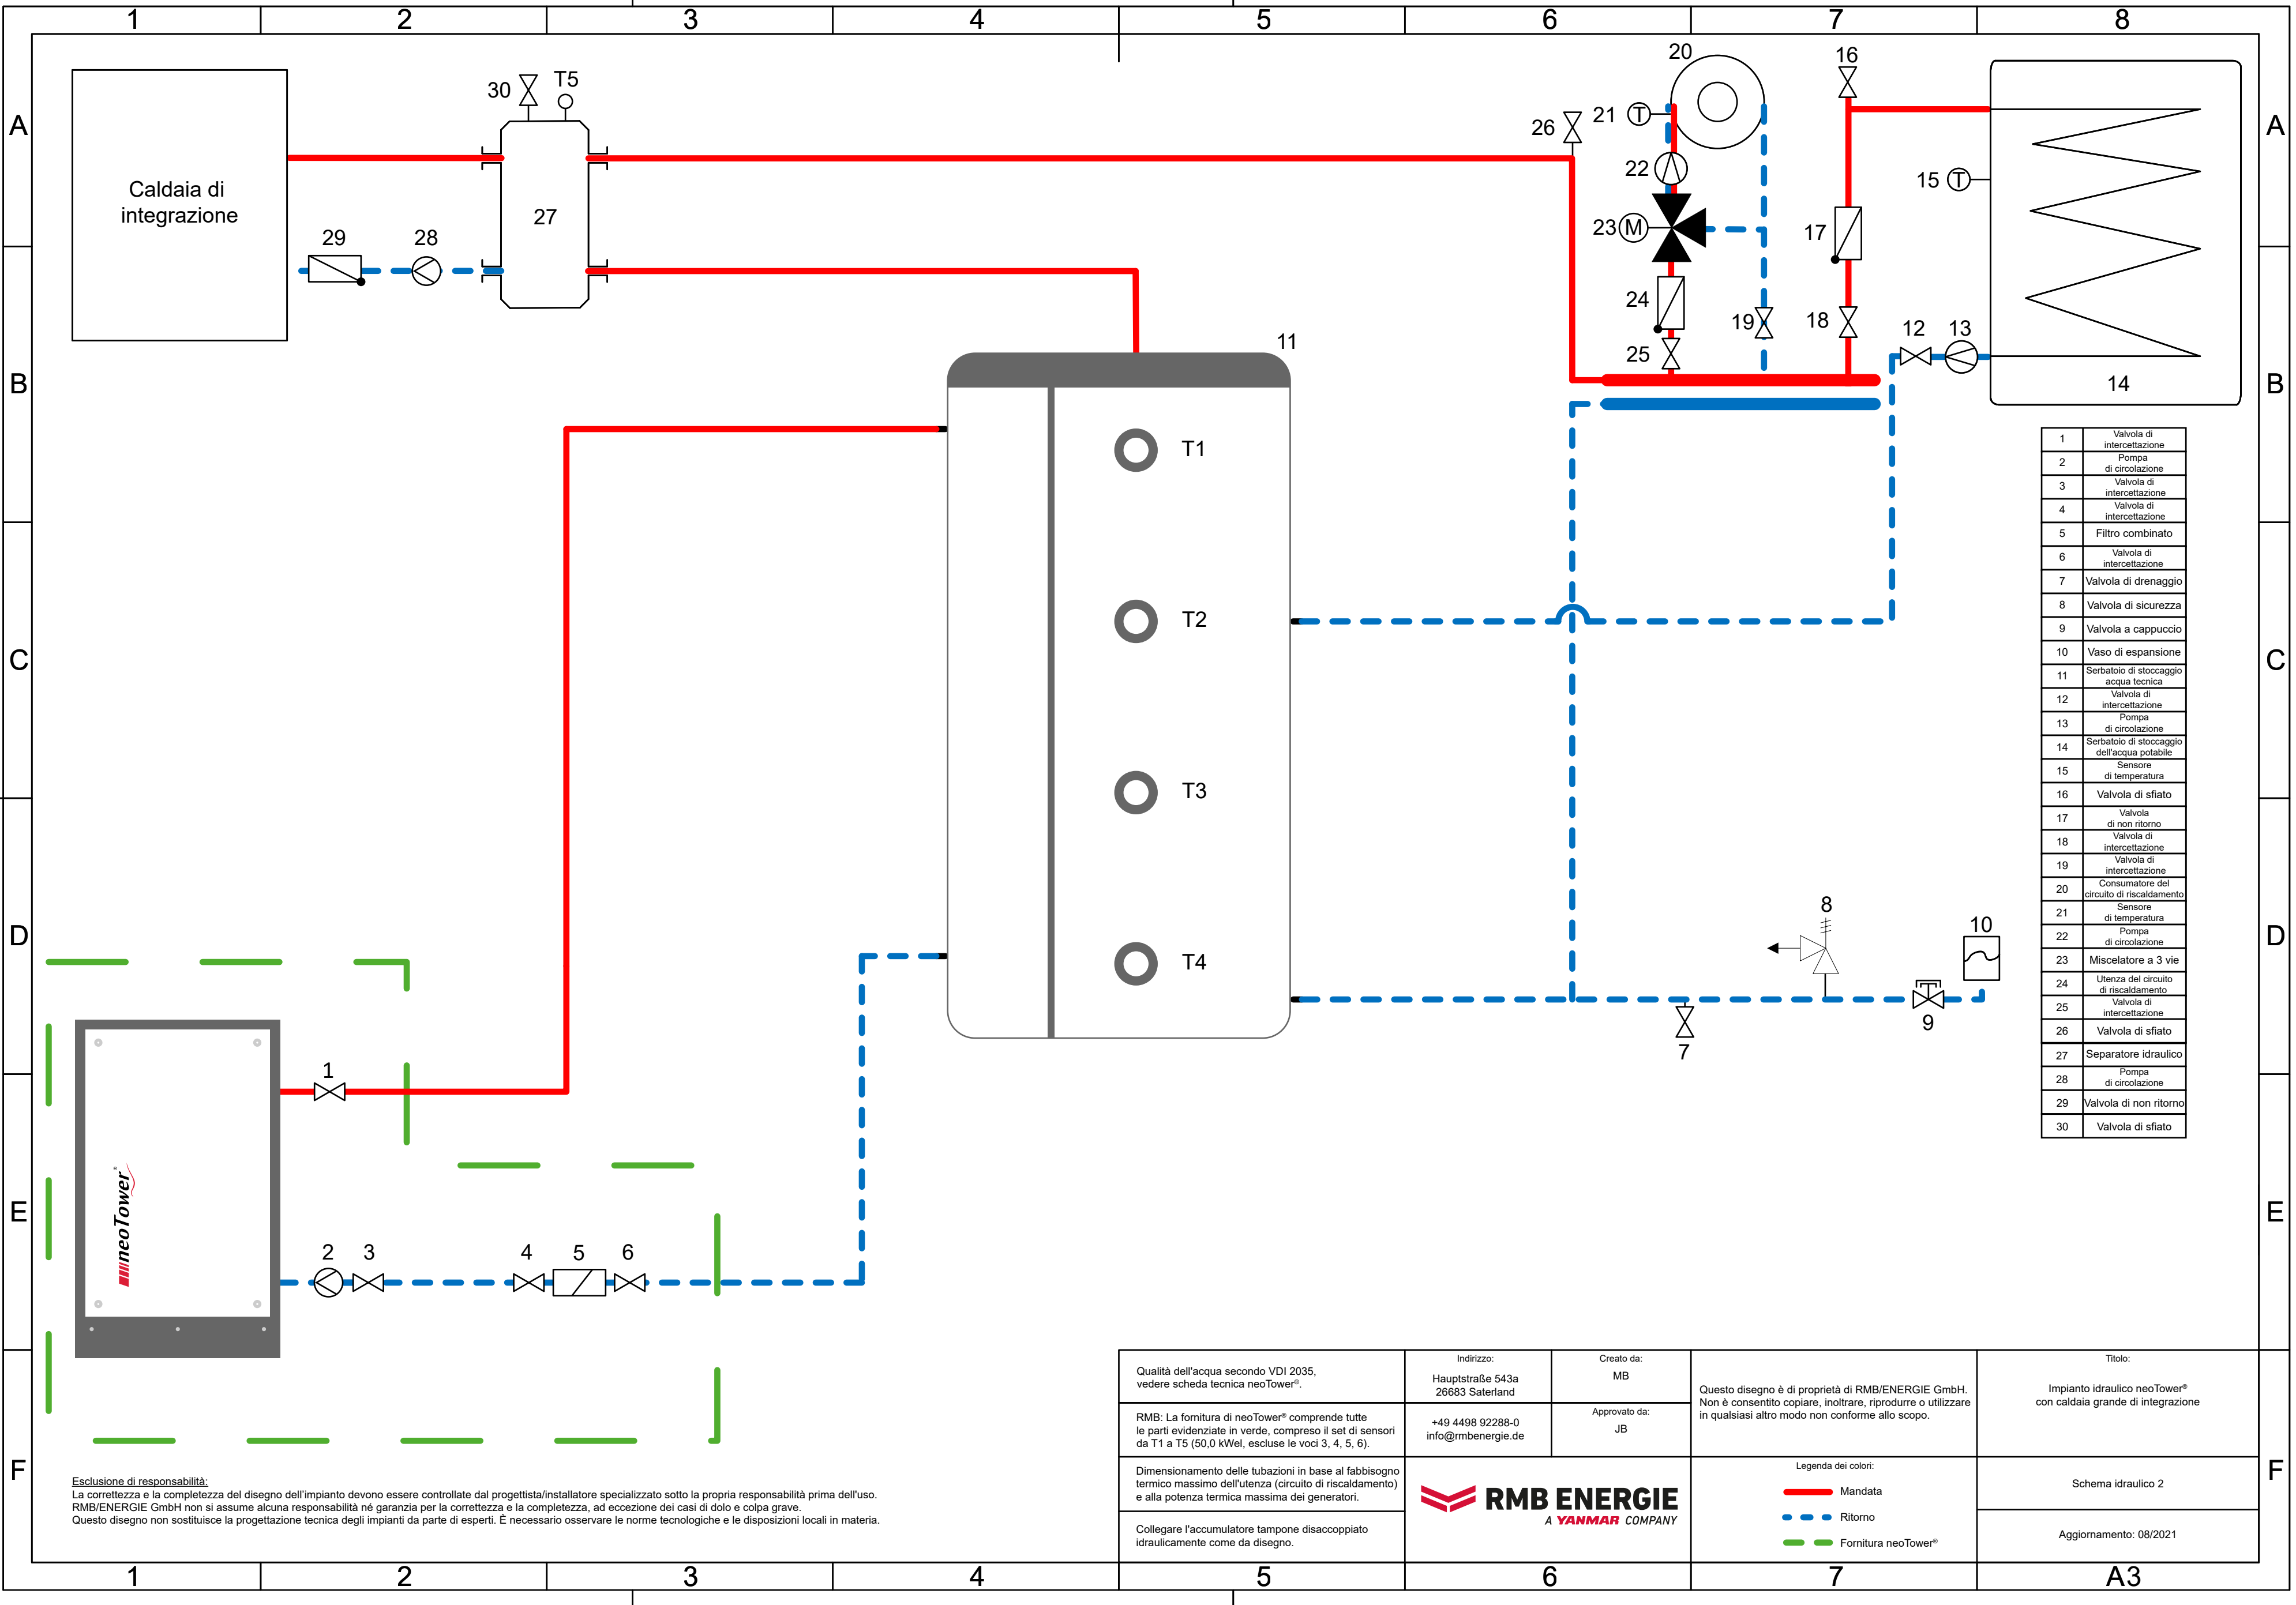 1 2 3 4 5 6 7 8
A A
B B
C C
D D
E E
F F
Caldaia di
integrazione
29
28
30
T5
27
11
T1
T2
T3
T4
26
20
21 T
22
23 M
24
25
19
16
15 T
17
18
12
13
14
8
10
9
7
1
2
3
4
5
6
neoTower®
1 Valvola di
intercettazione
2 Pompa
di circolazione
3 Valvola di
intercettazione
4 Valvola di
intercettazione
5 Filtro combinato
6 Valvola di
intercettazione
7 Valvola di drenaggio
8 Valvola di sicurezza
9 Valvola a cappuccio
10 Vaso di espansione
11 Serbatoio di stoccaggio
acqua tecnica
12 Valvola di
intercettazione
13 Pompa
di circolazione
14 Serbatoio di stoccaggio
dell'acqua potabile
15 Sensore
di temperatura
16 Valvola di sfiato
17 Valvola
di non ritorno
18 Valvola di
intercettazione
19 Valvola di
intercettazione
20 Consumatore del
circuito di riscaldamento
21 Sensore
di temperatura
22 Pompa
di circolazione
23 Miscelatore a 3 vie
24 Utenza del circuito
di riscaldamento
25 Valvola di
intercettazione
26 Valvola di sfiato
27 Separatore idraulico
28 Pompa
di circolazione
29 Valvola di non ritorno
30 Valvola di sfiato
Esclusione di responsabilità:
La correttezza e la completezza del disegno dell'impianto devono essere controllate dal progettista/installatore specializzato sotto la propria responsabilità prima dell'uso.
RMB/ENERGIE GmbH non si assume alcuna responsabilità né garanzia per la correttezza e la completezza, ad eccezione dei casi di dolo e colpa grave.
Questo disegno non sostituisce la progettazione tecnica degli impianti da parte di esperti. È necessario osservare le norme tecnologiche e le disposizioni locali in materia.
Qualità dell'acqua secondo VDI 2035,
vedere scheda tecnica neoTower®.
RMB: La fornitura di neoTower® comprende tutte
le parti evidenziate in verde, compreso il set di sensori
da T1 a T5 (50,0 kWel, escluse le voci 3, 4, 5, 6).
Dimensionamento delle tubazioni in base al fabbisogno
termico massimo dell'utenza (circuito di riscaldamento)
e alla potenza termica massima dei generatori.
Collegare l'accumulatore tampone disaccoppiato
idraulicamente come da disegno.
Indirizzo:
Hauptstraße 543a
26683 Saterland
+49 4498 92288-0
info@rmbenergie.de
Creato da:
MB
Approvato da:
JB
RMB ENERGIE
A YANMAR COMPANY
Questo disegno è di proprietà di RMB/ENERGIE GmbH.
Non è consentito copiare, inoltrare, riprodurre o utilizzare
in qualsiasi altro modo non conforme allo scopo.
Legenda dei colori:
Mandata
Ritorno
Fornitura neoTower®
Titolo:
Impianto idraulico neoTower®
con caldaia grande di integrazione
Schema idraulico 2
Aggiornamento: 08/2021
1 2 3 4 5 6 7 A3